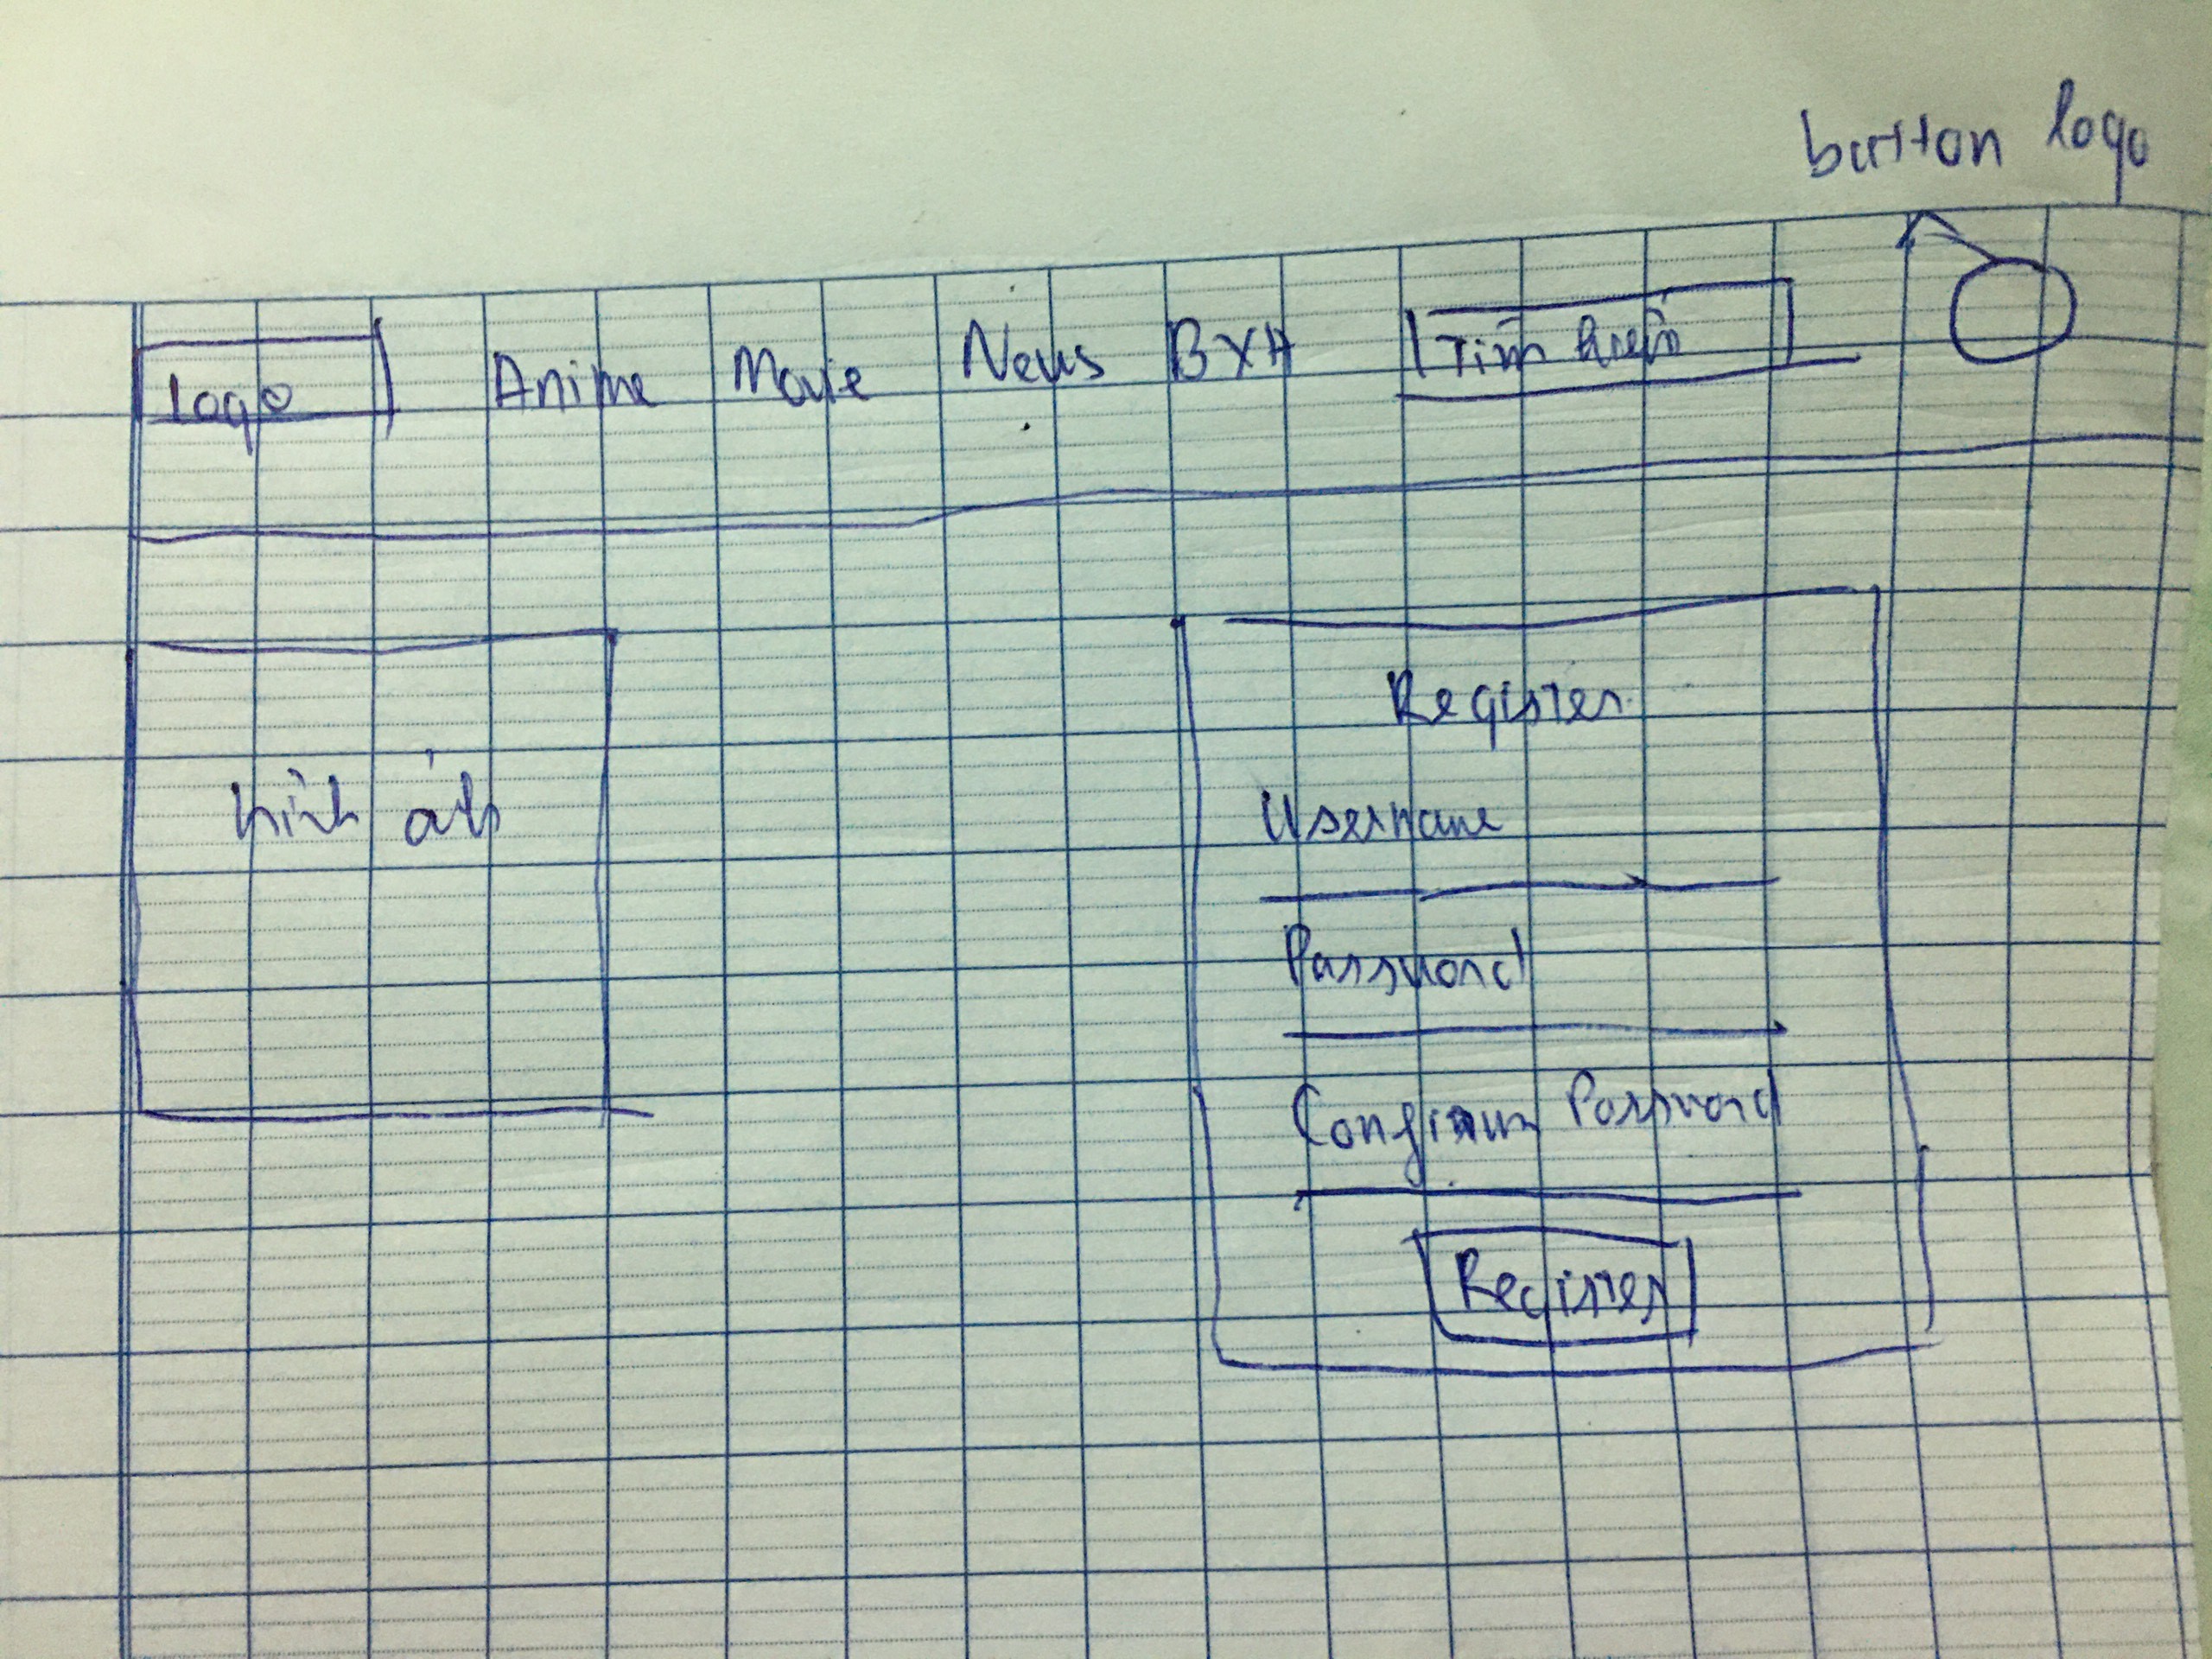 button logo
Logo Anime Movie News BXH Tìm kiếm
Register
Username
hình ảnh
Password
Confirm Password
Register